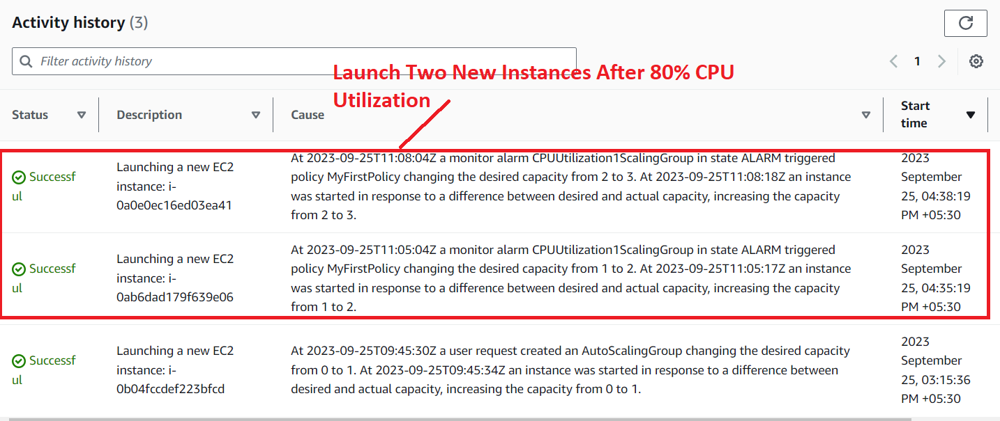 Activity history (3)
Filter activity history
1
Launch Two New Instances After 80% CPU
Utilization
Status
Description
Cause
Start
time
Successf
ul
Launching a new EC2
instance: i-
0a0e0ec16ed03ea41
At 2023-09-25T11:08:04Z a monitor alarm CPUUtilization1ScalingGroup in state ALARM triggered
policy MyFirstPolicy changing the desired capacity from 2 to 3. At 2023-09-25T11:08:18Z an instance
was started in response to a difference between desired and actual capacity, increasing the capacity
from 2 to 3.
2023
September
25, 04:38:19
PM +05:30
Successf
ul
Launching a new EC2
instance: i-
0ab6dad179f639e06
At 2023-09-25T11:05:04Z a monitor alarm CPUUtilization1ScalingGroup in state ALARM triggered
policy MyFirstPolicy changing the desired capacity from 1 to 2. At 2023-09-25T11:05:17Z an instance
was started in response to a difference between desired and actual capacity, increasing the capacity
from 1 to 2.
2023
September
25, 04:35:19
PM +05:30
Successf
ul
Launching a new EC2
instance: i-
0b04fccdef223bfcd
At 2023-09-25T09:45:30Z a user request created an AutoScalingGroup changing the desired capacity
from 0 to 1. At 2023-09-25T09:45:34Z an instance was started in response to a difference between
desired and actual capacity, increasing the capacity from 0 to 1.
2023
September
25, 03:15:36
PM +05:30